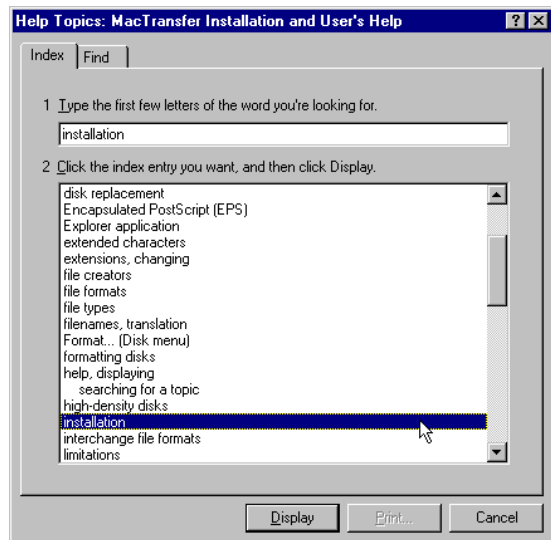 Help Topics: MacTransfer Installation and User's Help
Index
Find
1 Type the first few letters of the word you're looking for.
installation
2 Click the index entry you want, and then click Display.
disk replacement
Encapsulated PostScript (EPS)
Explorer application
extended characters
extensions, changing
file creators
file formats
file types
filenames, translation
Format... (Disk menu)
formatting disks
help, displaying
searching for a topic
high-density disks
installation
interchange file formats
limitations
Display
Print...
Cancel